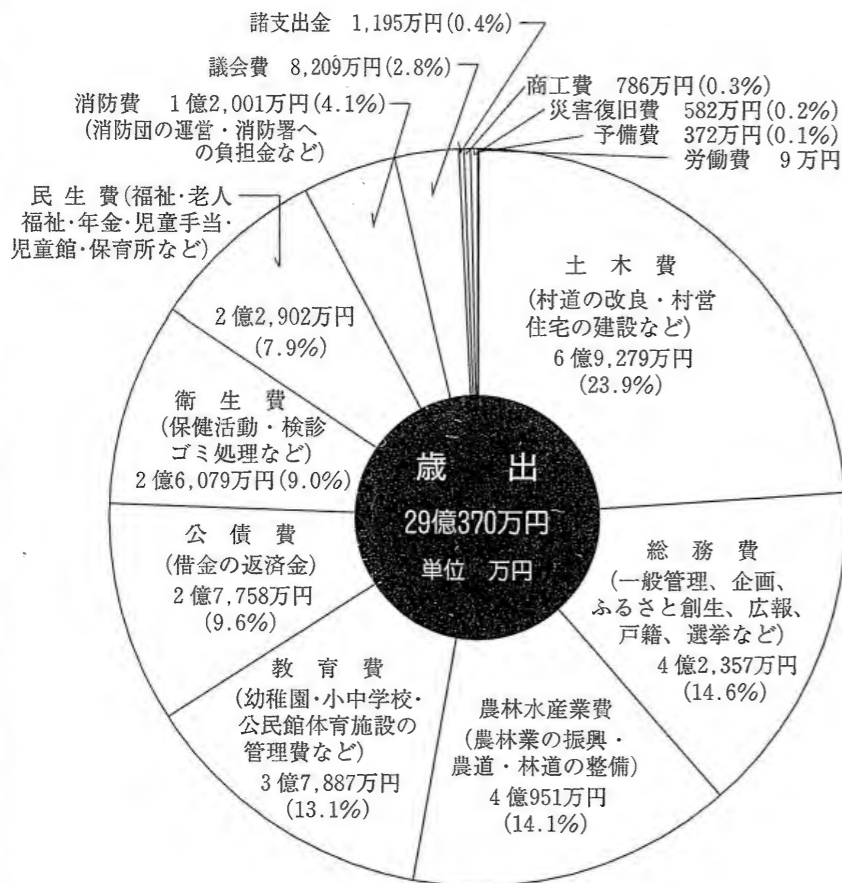 諸支出金 1,195万円(0.4%)
議会費 8,209万円(2.8%)
消防費 1億2,001万円(4.1%)
(消防団の運営・消防署へ
の負担金など)
民生費(福祉・老人
福祉・年金・児童手当・
児童館・保育所など)
2億2,902万円
(7.9%)
商工費 786万円(0.3%)
災害復旧費 582万円(0.2%)
予備費 372万円(0.1%)
労働費 9万円
土木費
(村道の改良・村営
住宅の建設など)
6億9,279万円
(23.9%)
衛生費
(保健活動・検診
ゴミ処理など)
2億6,079万円(9.0%)
歳出
29億370万円
単位 万円
公債費
(借金の返済金)
2億7,758万円
(9.6%)
総務費
(一般管理、企画、
ふるさと創生、広報、
戸籍、選挙など)
4億2,357万円
(14.6%)
教育費
(幼稚園・小中学校・
公民館体育施設の
管理費など)
3億7,887万円
(13.1%)
農林水産業費
(農林業の振興・
農道・林道の整備)
4億951万円
(14.1%)